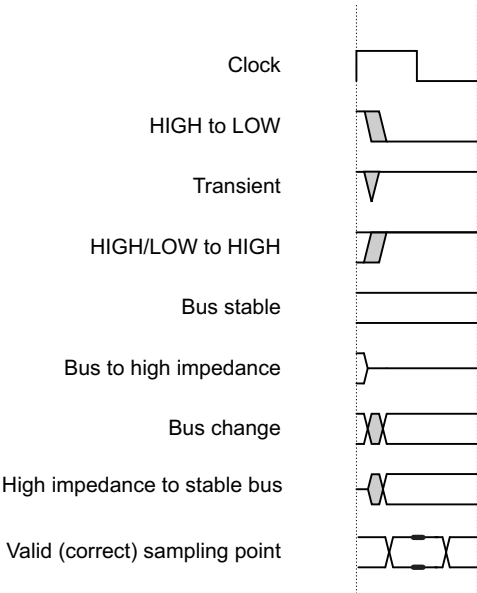 Clock
HIGH to LOW
Transient
HIGH/LOW to HIGH
Bus stable
Bus to high impedance
Bus change
High impedance to stable bus
Valid (correct) sampling point